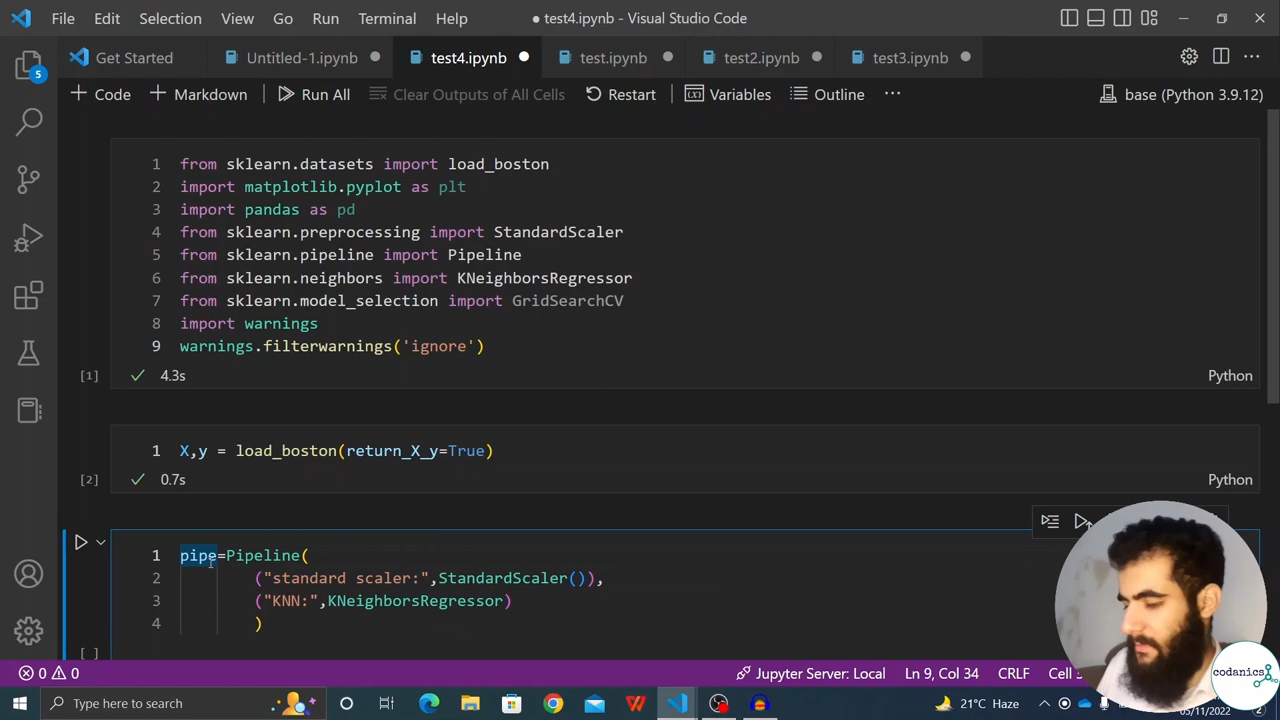 File Edit Selection View Go Run Terminal Help ● test4.ipynb - Visual Studio Code
Get Started Untitled-1.ipynb test4.ipynb test.ipynb test2.ipynb test3.ipynb
5
+ Code + Markdown Run All Clear Outputs of All Cells Restart Variables Outline ... base (Python 3.9.12)
1 from sklearn.datasets import load_boston
2 import matplotlib.pyplot as plt
3 import pandas as pd
4 from sklearn.preprocessing import StandardScaler
5 from sklearn.pipeline import Pipeline
6 from sklearn.neighbors import KNeighborsRegressor
7 from sklearn.model_selection import GridSearchCV
8 import warnings
9 warnings.filterwarnings('ignore')
[1] ✓ 4.3s Python
1 X,y = load_boston(return_X_y=True)
[2] ✓ 0.7s Python
1 pipe=Pipeline(
2 ("standard scaler:",StandardScaler()),
3 ("KNN:",KNeighborsRegressor)
4 )
[ ]
0 0 Jupyter Server: Local Ln 9, Col 34 CRLF Cell
codanics
Type here to search 21°C Haze
05/11/2022